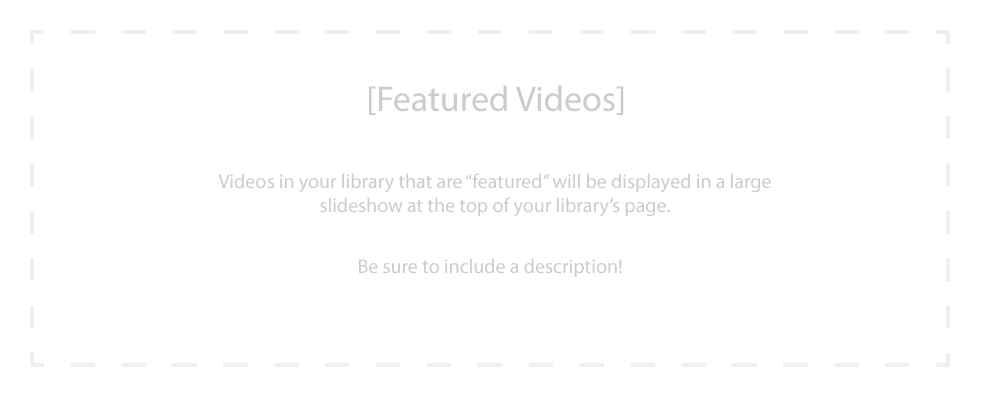 [Featured Videos]
Videos in your library that are “featured” will be displayed in a large
slideshow at the top of your library’s page.
Be sure to include a description!